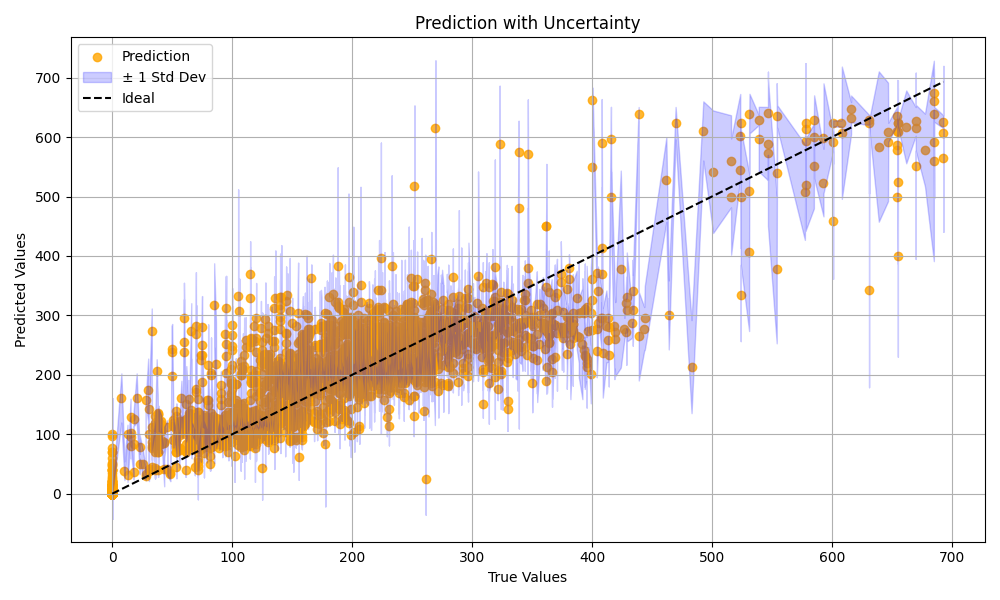 Prediction with Uncertainty
Prediction
± 1 Std Dev
Ideal
Predicted Values
700
600
500
400
300
200
100
0
0 100 200 300 400 500 600 700
True Values